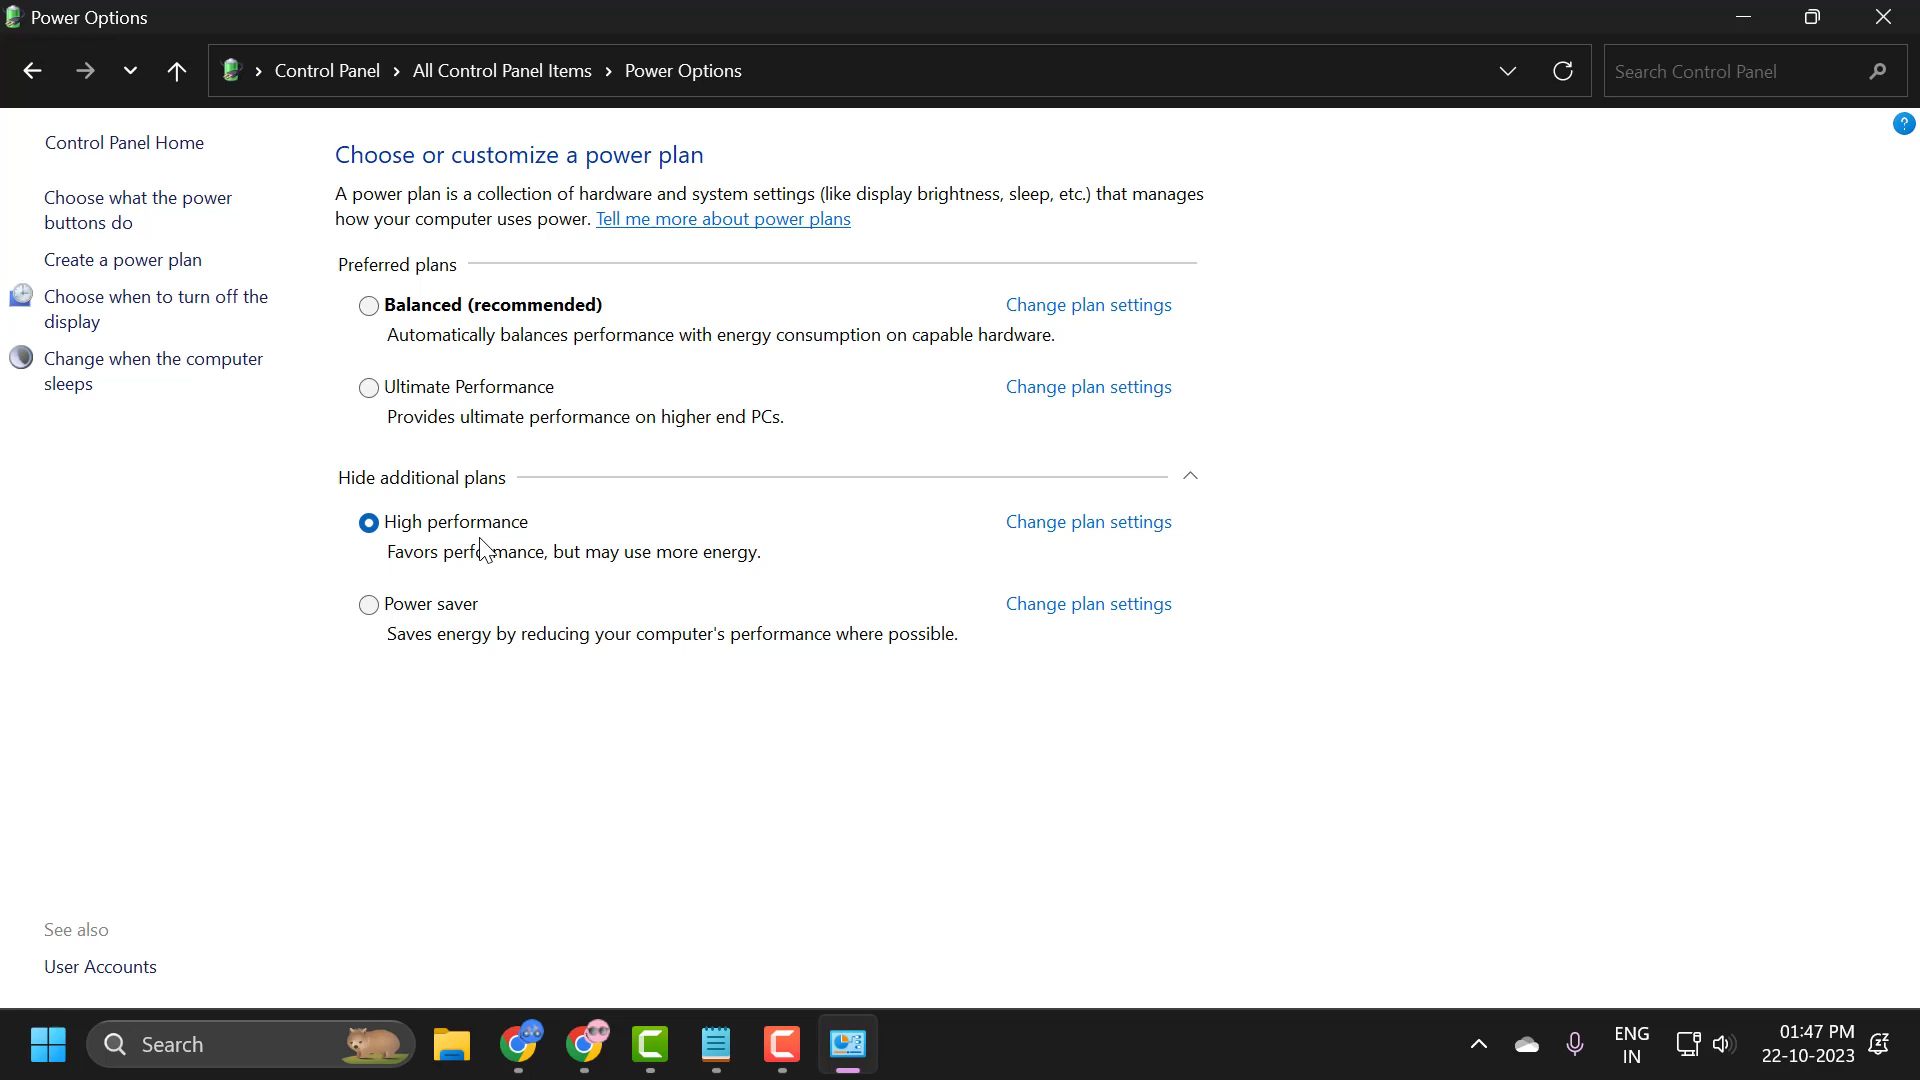 Power Options
Control Panel > All Control Panel Items > Power Options
Search Control Panel
?
Control Panel Home
Choose what the power
buttons do
Create a power plan
Choose when to turn off the
display
Change when the computer
sleeps
Choose or customize a power plan
A power plan is a collection of hardware and system settings (like display brightness, sleep, etc.) that manages
how your computer uses power. Tell me more about power plans
Preferred plans
Balanced (recommended) Change plan settings
Automatically balances performance with energy consumption on capable hardware.
Ultimate Performance Change plan settings
Provides ultimate performance on higher end PCs.
Hide additional plans
High performance Change plan settings
Favors performance, but may use more energy.
Power saver Change plan settings
Saves energy by reducing your computer's performance where possible.
See also
User Accounts
Search
ENG
IN
01:47 PM
22-10-2023